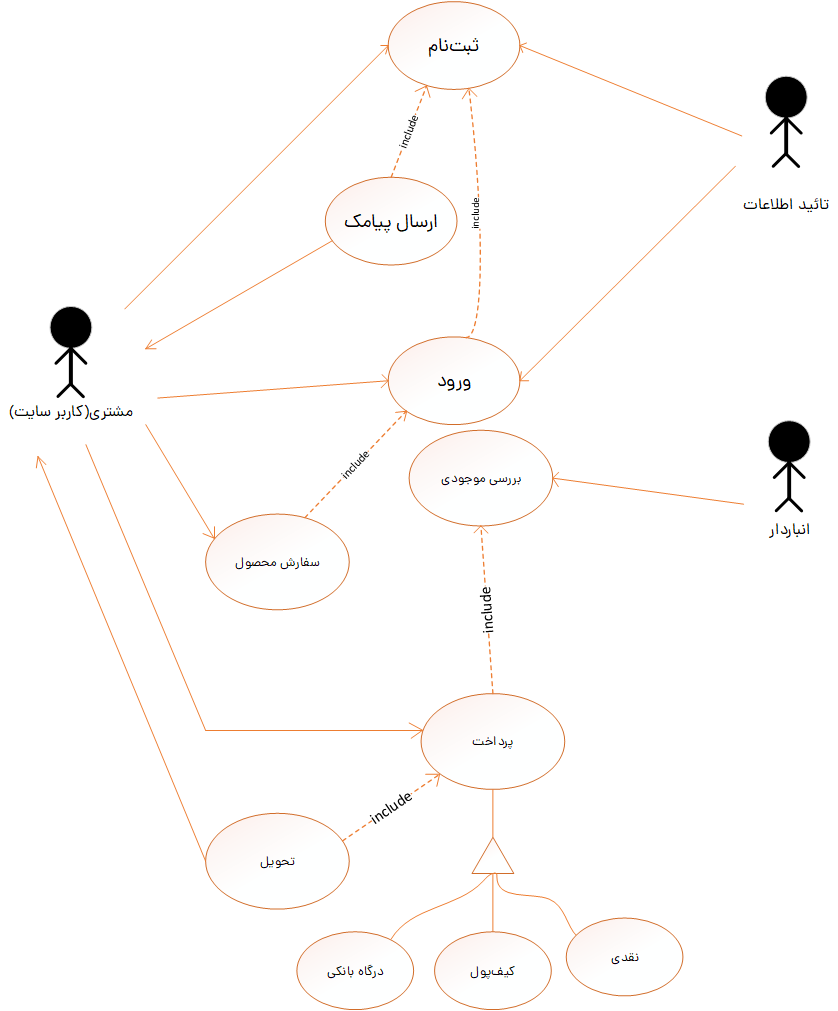 ثبت‌نام
include
ارسال پیامک
include
تائید اطلاعات
مشتری(کاربر سایت)
ورود
include
بررسی موجودی
انباردار
سفارش محصول
include
پرداخت
include
تحویل
درگاه بانکی
کیف‌پول
نقدی